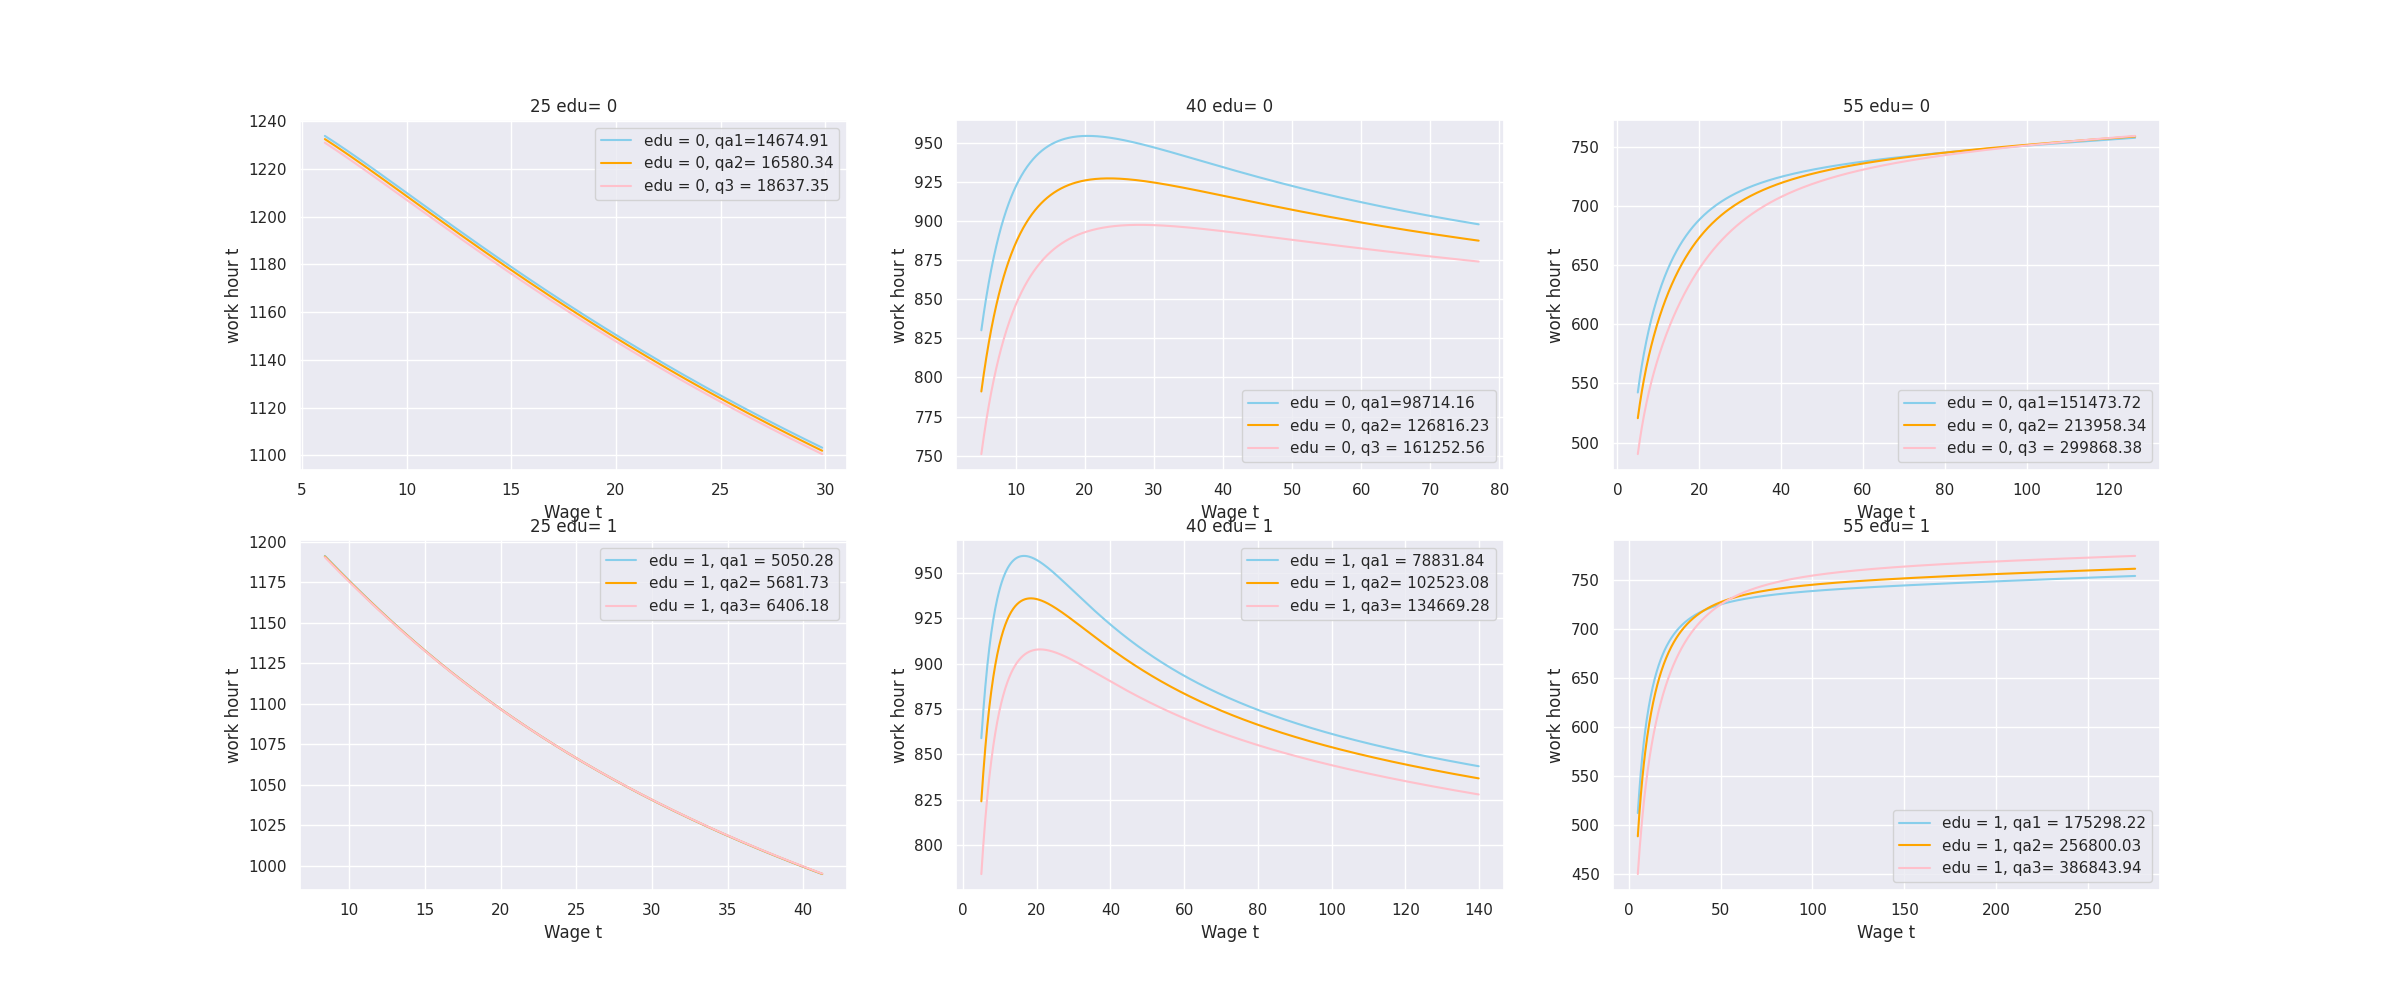 25 edu= 0
1240
1220
1200
1180
1160
1140
1120
1100
work hour t
edu = 0, qa1=14674.91
edu = 0, qa2= 16580.34
edu = 0, q3 = 18637.35
5 10 15 20 25 30
Wage t
40 edu= 0
950
925
900
875
850
825
800
775
750
work hour t
edu = 0, qa1=98714.16
edu = 0, qa2= 126816.23
edu = 0, q3 = 161252.56
10 20 30 40 50 60 70 80
Wage t
55 edu= 0
750
700
650
600
550
500
work hour t
edu = 0, qa1=151473.72
edu = 0, qa2= 213958.34
edu = 0, q3 = 299868.38
0 20 40 60 80 100 120
Wage t
25 edu= 1
1200
1175
1150
1125
1100
1075
1050
1025
1000
work hour t
edu = 1, qa1 = 5050.28
edu = 1, qa2= 5681.73
edu = 1, qa3= 6406.18
10 15 20 25 30 35 40
Wage t
40 edu= 1
950
925
900
875
850
825
800
work hour t
edu = 1, qa1 = 78831.84
edu = 1, qa2= 102523.08
edu = 1, qa3= 134669.28
0 20 40 60 80 100 120 140
Wage t
55 edu= 1
750
700
650
600
550
500
450
work hour t
edu = 1, qa1 = 175298.22
edu = 1, qa2= 256800.03
edu = 1, qa3= 386843.94
0 50 100 150 200 250
Wage t